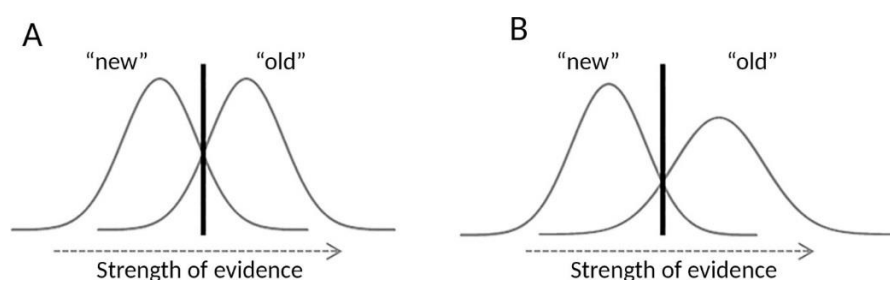 A
“new” “old”
Strength of evidence
B
“new” “old”
Strength of evidence